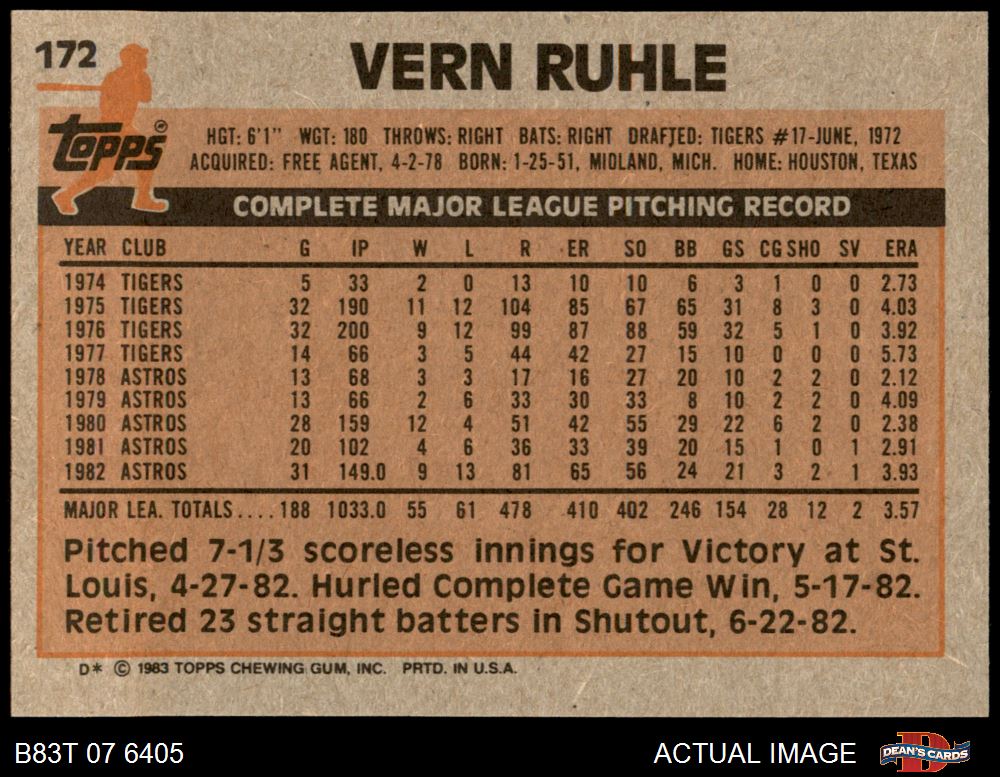 172
VERN RUHLE
Topps®
HGT: 6'1" WGT: 180 THROWS: RIGHT BATS: RIGHT DRAFTED: TIGERS #17-JUNE, 1972
ACQUIRED: FREE AGENT, 4-2-78 BORN: 1-25-51, MIDLAND, MICH. HOME: HOUSTON, TEXAS
COMPLETE MAJOR LEAGUE PITCHING RECORD
YEAR CLUB G IP W L R ER SO BB GS CG SHO SV ERA
1974 TIGERS 5 33 2 0 13 10 10 6 3 1 0 0 2.73
1975 TIGERS 32 190 11 12 104 85 67 65 31 8 3 0 4.03
1976 TIGERS 32 200 9 12 99 87 88 59 32 5 1 0 3.92
1977 TIGERS 14 66 3 5 44 42 27 15 10 0 0 0 5.73
1978 ASTROS 13 68 3 3 17 16 27 20 10 2 2 0 2.12
1979 ASTROS 13 66 2 6 33 30 33 8 10 2 2 0 4.09
1980 ASTROS 28 159 12 4 51 42 55 29 22 6 2 0 2.38
1981 ASTROS 20 102 4 6 36 33 39 20 15 1 0 1 2.91
1982 ASTROS 31 149.0 9 13 81 65 56 24 21 3 2 1 3.93
MAJOR LEA. TOTALS.... 188 1033.0 55 61 478 410 402 246 154 28 12 2 3.57
Pitched 7-1/3 scoreless innings for Victory at St.
Louis, 4-27-82. Hurled Complete Game Win, 5-17-82.
Retired 23 straight batters in Shutout, 6-22-82.
D* © 1983 TOPPS CHEWING GUM, INC. PRTD. IN U.S.A.
B83T 07 6405 ACTUAL IMAGE DEAN'S CARDS